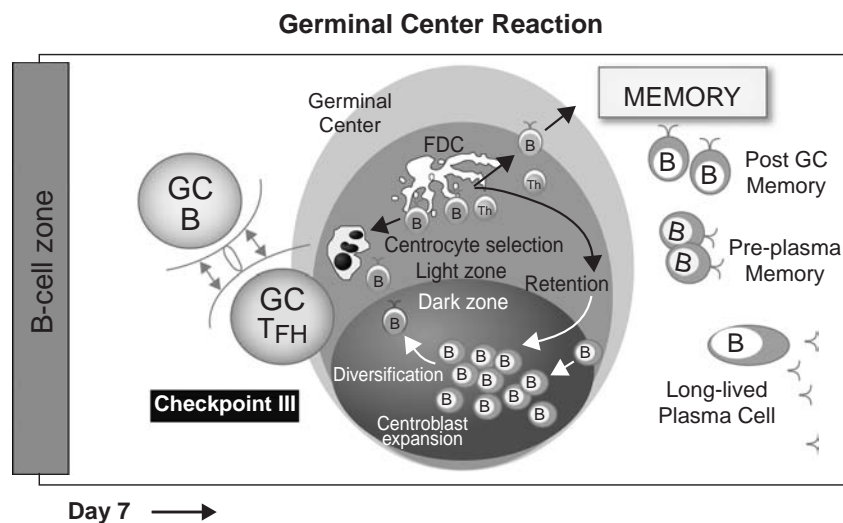 Germinal Center Reaction
B-cell zone
GC
B
GC
TFH
Checkpoint III
Germinal
Center
FDC
B
Th
B
B
Th
Centrocyte selection
Light zone
B
Retention
Dark zone
B
B
B
B
B
B
B
B
B
B
B
B
B
B
Diversification
Centroblast
expansion
MEMORY
B
B
Post GC
Memory
B
B
Pre-plasma
Memory
B
Long-lived
Plasma Cell
Day 7